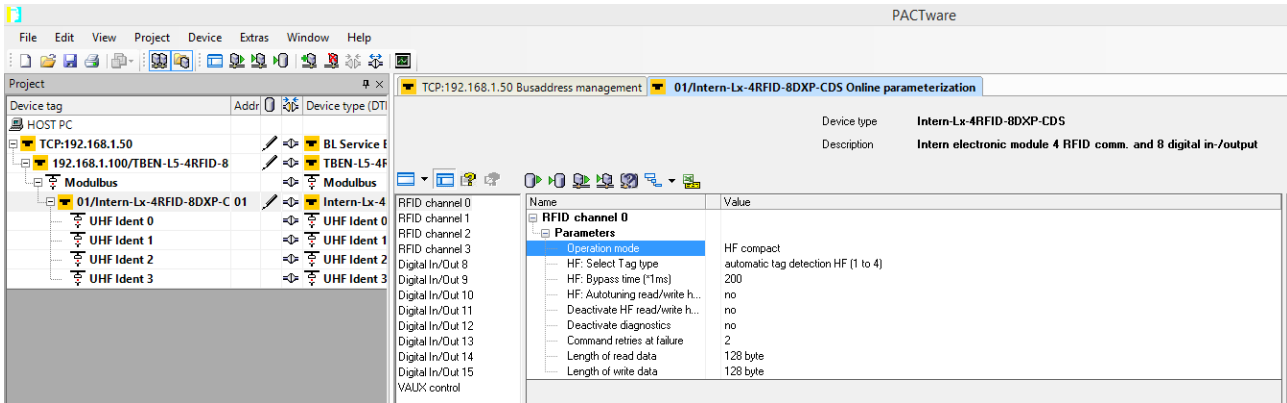 PACTware
File Edit View Project Device Extras Window Help
Project
Device tag Addr Device type (DTI
HOST PC
TCP:192.168.1.50 BL Service E
192.168.1.100/TBEN-L5-4RFID-8 TBEN-L5-4R
Modulbus Modulbus
01/Intern-Lx-4RFID-8DXP-C 01 Intern-Lx-4
UHF Ident 0 UHF Ident 0
UHF Ident 1 UHF Ident 1
UHF Ident 2 UHF Ident 2
UHF Ident 3 UHF Ident 3
TCP:192.168.1.50 Busaddress management 01/Intern-Lx-4RFID-8DXP-CDS Online parameterization
Device type Intern-Lx-4RFID-8DXP-CDS
Description Intern electronic module 4 RFID comm. and 8 digital in-/output
RFID channel 0
RFID channel 1
RFID channel 2
RFID channel 3
Digital In/Out 8
Digital In/Out 9
Digital In/Out 10
Digital In/Out 11
Digital In/Out 12
Digital In/Out 13
Digital In/Out 14
Digital In/Out 15
VAUX control
Name Value
RFID channel 0
Parameters
Operation mode HF compact
HF: Select Tag type automatic tag detection HF (1 to 4)
HF: Bypass time (*1ms) 200
HF: Autotuning read/write h... no
Deactivate HF read/write h... no
Deactivate diagnostics no
Command retries at failure 2
Length of read data 128 byte
Length of write data 128 byte